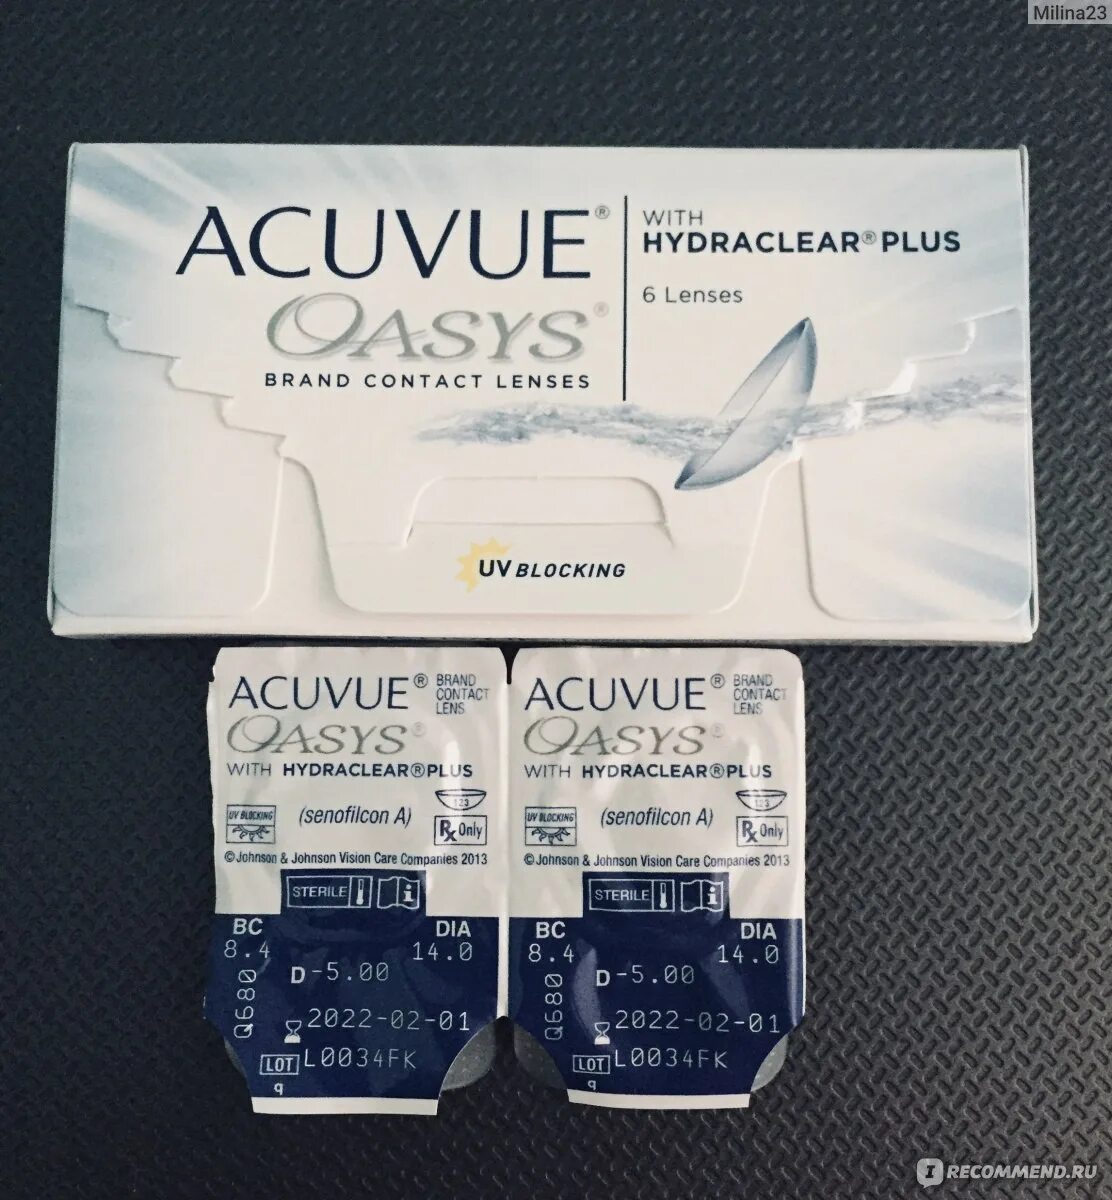 Milina23
ACUVUE®
OASYS®
BRAND CONTACT LENSES
WITH
HYDRACLEAR® PLUS
6 Lenses
UV BLOCKING
ACUVUE® BRAND CONTACT LENS
OASYS®
WITH HYDRACLEAR® PLUS
UV BLOCKING
(senofilcon A)
123
Rx Only
© Johnson & Johnson Vision Care Companies 2013
STERILE i
BC
8.4
DIA
14.0
D -5.00
Q680
2022-02-01
LOT L0034FK
q
ACUVUE® BRAND CONTACT LENS
OASYS®
WITH HYDRACLEAR® PLUS
UV BLOCKING
(senofilcon A)
123
Rx Only
© Johnson & Johnson Vision Care Companies 2013
STERILE i
BC
8.4
DIA
14.0
D -5.00
Q680
2022-02-01
LOT L0034FK
q
I RECOMMEND.RU